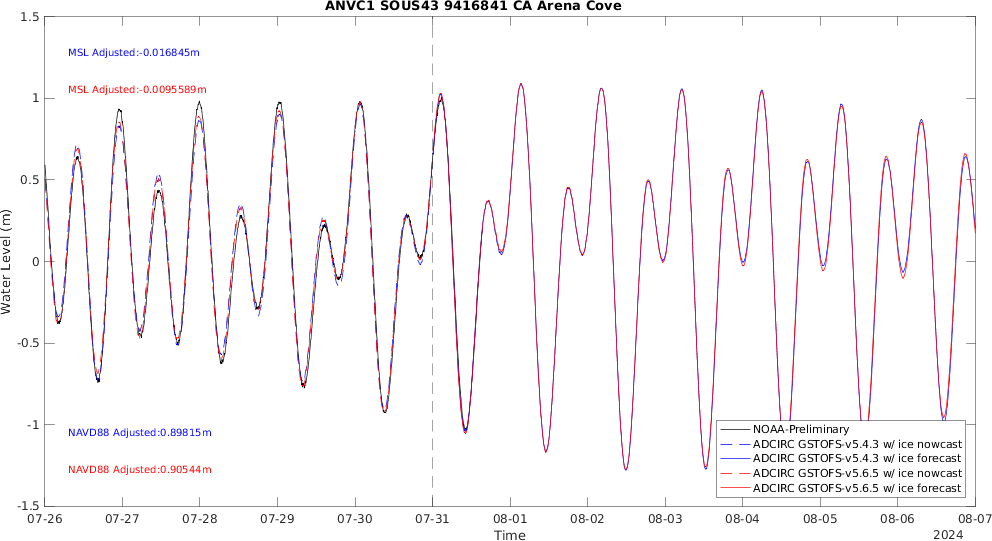 ANVC1 SOUS43 9416841 CA Arena Cove
1.5
MSL Adjusted:-0.016845m
MSL Adjusted:-0.0095589m
1
0.5
Water Level (m)
0
-0.5
-1
NAVD88 Adjusted:0.89815m
NAVD88 Adjusted:0.90544m
-1.5
NOAA-Preliminary
ADCIRC GSTOFS-v5.4.3 w/ ice nowcast
ADCIRC GSTOFS-v5.4.3 w/ ice forecast
ADCIRC GSTOFS-v5.6.5 w/ ice nowcast
ADCIRC GSTOFS-v5.6.5 w/ ice forecast
07-26 07-27 07-28 07-29 07-30 07-31 08-01 08-02 08-03 08-04 08-05 08-06 08-07
Time
2024